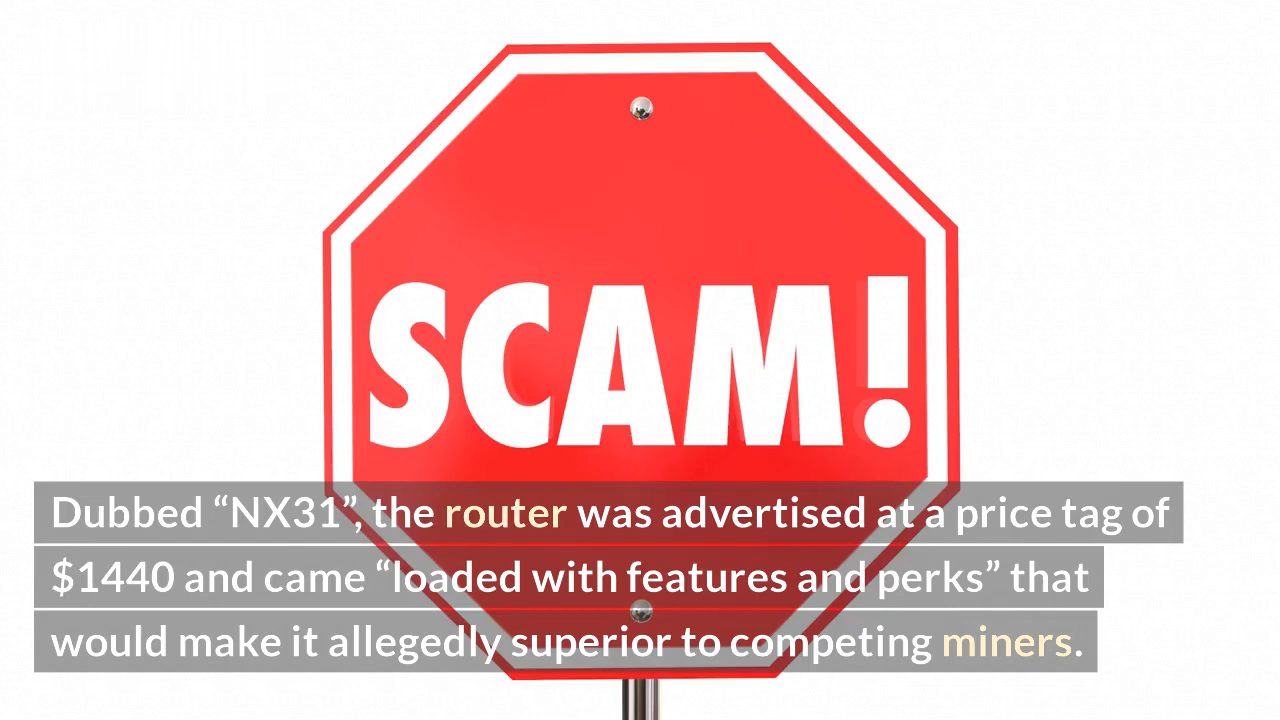 SCAM!
Dubbed “NX31”, the router was advertised at a price tag of
$1440 and came “loaded with features and perks” that
would make it allegedly superior to competing miners.